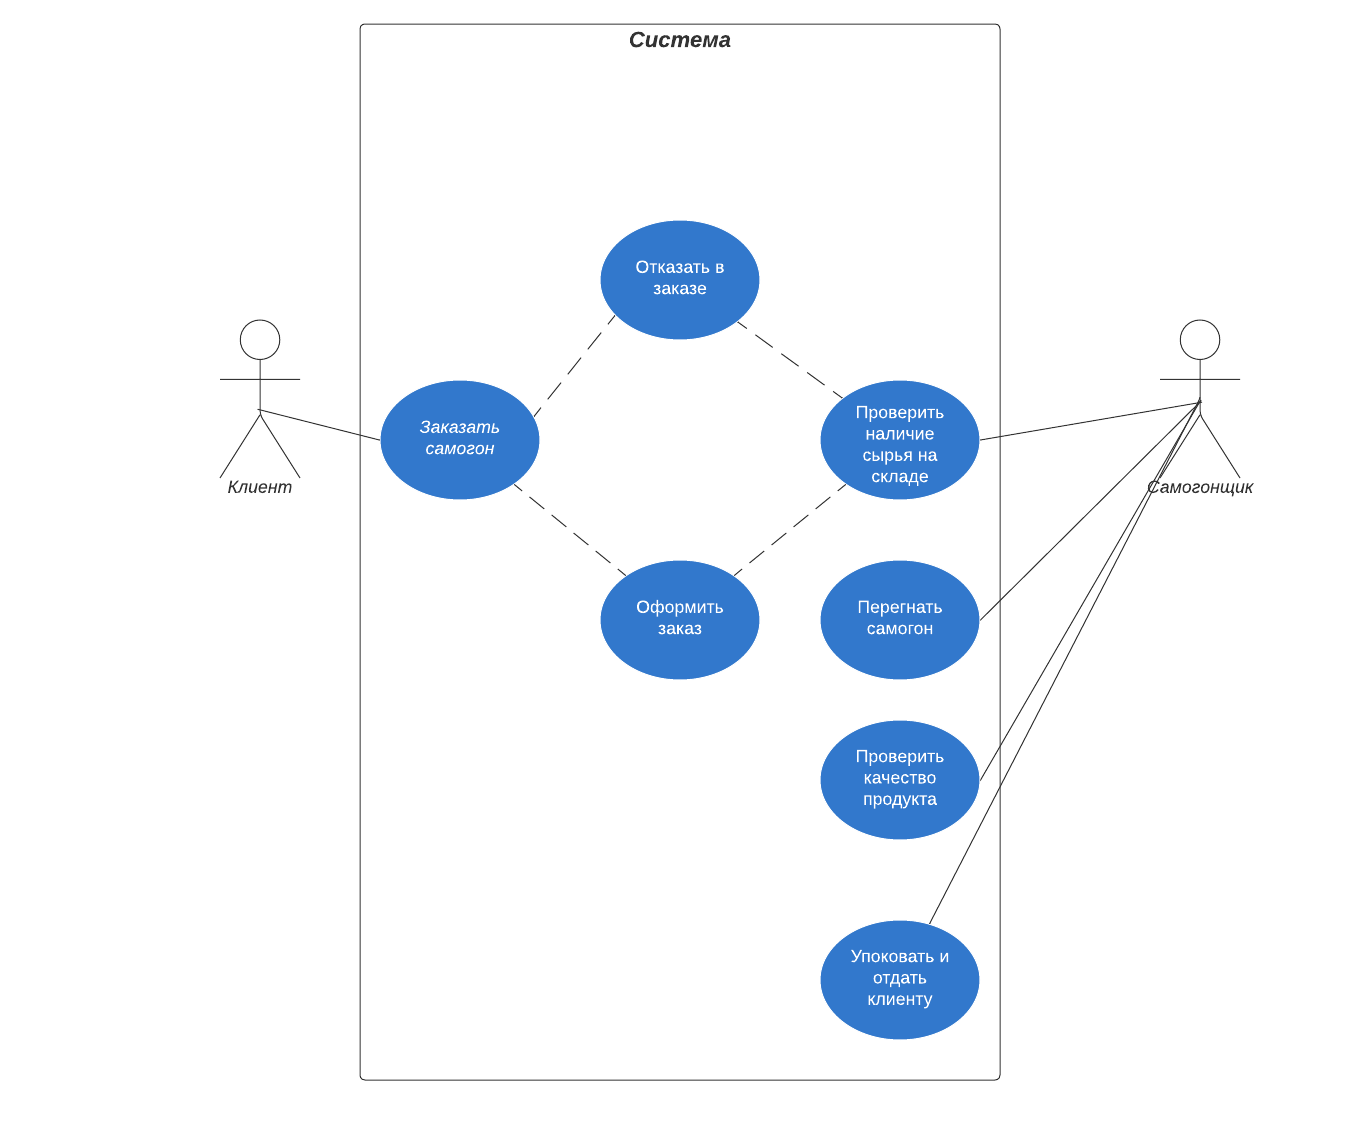 Система
Отказать в
заказе
Заказать
самогон
Проверить
наличие
сырья на
складе
Клиент
Самогонщик
Оформить
заказ
Перегнать
самогон
Проверить
качество
продукта
Упоковать и
отдать
клиенту